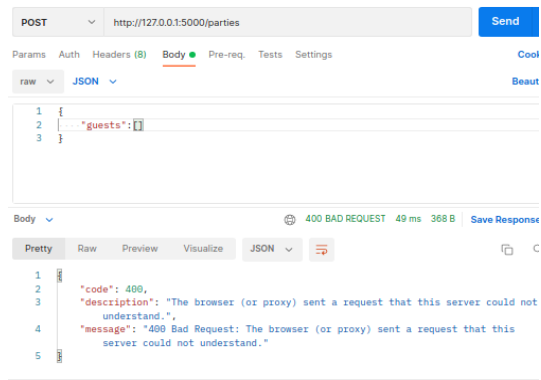 POST http://127.0.0.1:5000/parties Send
Params Auth Headers (8) Body Pre-req. Tests Settings
raw JSON Beaut
1 {
2 ····"guests":[]
3 }
Body 400 BAD REQUEST 49 ms 368 B Save Response
Pretty Raw Preview Visualize JSON
1 {
2 "code": 400,
3 "description": "The browser (or proxy) sent a request that this server could not
understand.",
4 "message": "400 Bad Request: The browser (or proxy) sent a request that this
server could not understand."
5 }